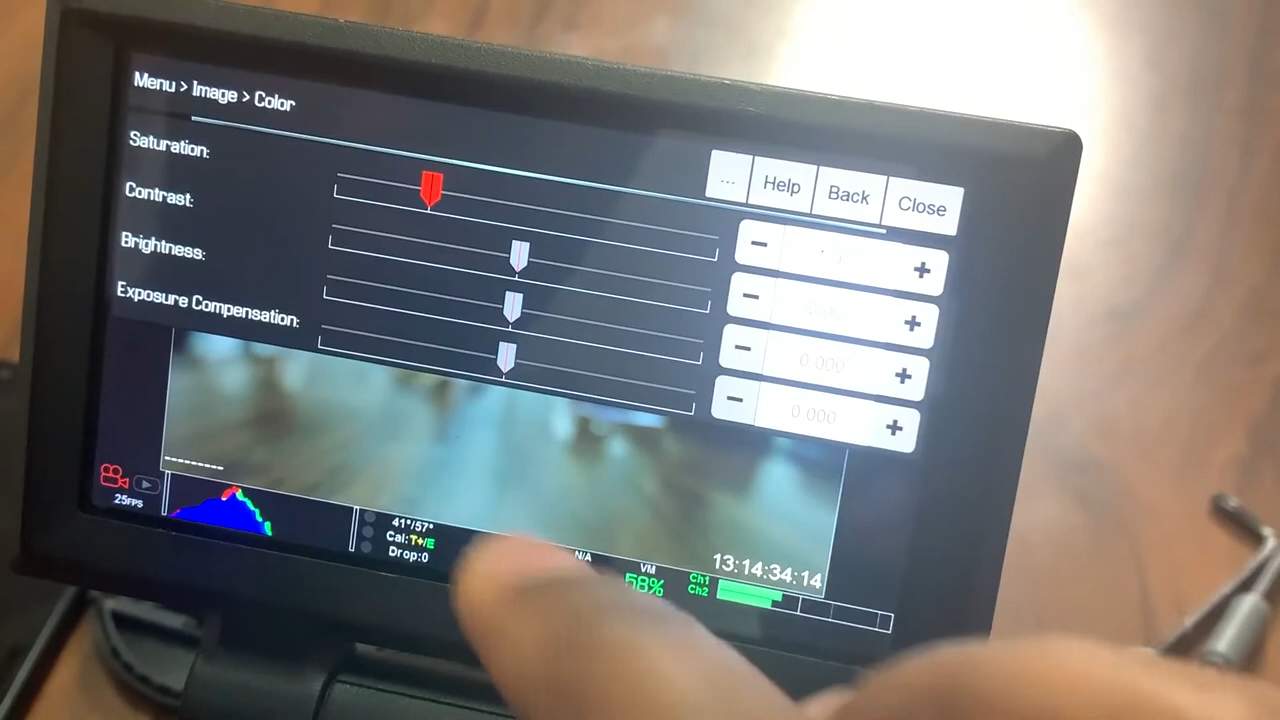 Menu > Image > Color
Saturation:
Contrast:
Brightness:
Exposure Compensation:
... Help Back Close
- +
- +
- 0.000 +
- 0.000 +
25FPS
41°/57°
Cal:T+/E
Drop:0
N/A
VM
58%
Ch1
Ch2
13:14:34:14